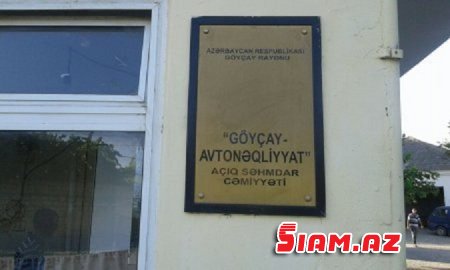 AZƏRBAYCAN RESPUBLİKASI
GÖYÇAY RAYONU
"GÖYÇAY-
AVTONƏQLİYYAT"
AÇIQ SƏHMDAR
CƏMİYYƏTİ
SIAM.AZ